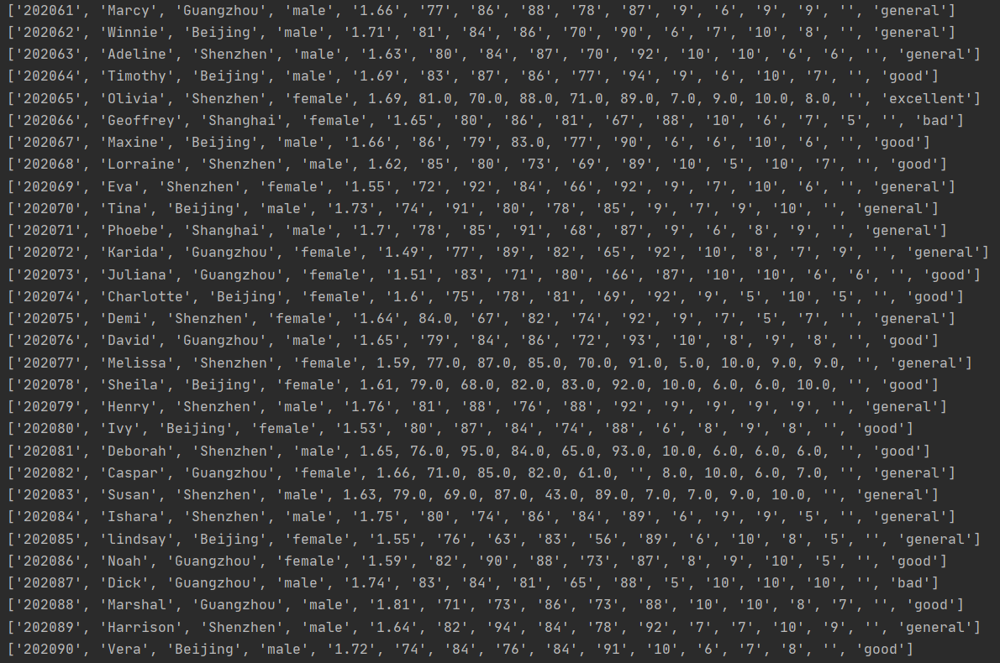 ['202061', 'Marcy', 'Guangzhou', 'male', '1.66', '77', '86', '88', '78', '87', '9', '6', '9', '9', '', 'general']
['202062', 'Winnie', 'Beijing', 'male', '1.71', '81', '84', '86', '70', '90', '6', '7', '10', '8', '', 'general']
['202063', 'Adeline', 'Shenzhen', 'male', '1.63', '80', '84', '87', '70', '92', '10', '10', '6', '6', '', 'general']
['202064', 'Timothy', 'Beijing', 'male', '1.69', '83', '87', '86', '77', '94', '9', '6', '10', '7', '', 'good']
['202065', 'Olivia', 'Shenzhen', 'female', 1.69, 81.0, 70.0, 88.0, 71.0, 89.0, 7.0, 9.0, 10.0, 8.0, '', 'excellent']
['202066', 'Geoffrey', 'Shanghai', 'female', '1.65', '80', '86', '81', '67', '88', '10', '6', '7', '5', '', 'bad']
['202067', 'Maxine', 'Beijing', 'male', '1.66', '86', '79', 83.0, '77', '90', '6', '6', '10', '6', '', 'good']
['202068', 'Lorraine', 'Shenzhen', 'male', 1.62, '85', '80', '73', '69', '89', '10', '5', '10', '7', '', 'good']
['202069', 'Eva', 'Shenzhen', 'female', '1.55', '72', '92', '84', '66', '92', '9', '7', '10', '6', '', 'general']
['202070', 'Tina', 'Beijing', 'male', '1.73', '74', '91', '80', '78', '85', '9', '7', '9', '10', '', 'general']
['202071', 'Phoebe', 'Shanghai', 'male', '1.7', '78', '85', '91', '68', '87', '9', '6', '8', '9', '', 'general']
['202072', 'Karida', 'Guangzhou', 'female', '1.49', '77', '89', '82', '65', '92', '10', '8', '7', '9', '', 'general']
['202073', 'Juliana', 'Guangzhou', 'female', '1.51', '83', '71', '80', '66', '87', '10', '10', '6', '6', '', 'good']
['202074', 'Charlotte', 'Beijing', 'female', '1.6', '75', '78', '81', '69', '92', '9', '5', '10', '5', '', 'good']
['202075', 'Demi', 'Shenzhen', 'female', '1.64', 84.0, '67', '82', '74', '92', '9', '7', '5', '7', '', 'general']
['202076', 'David', 'Guangzhou', 'male', '1.65', '79', '84', '86', '72', '93', '10', '8', '9', '8', '', 'good']
['202077', 'Melissa', 'Shenzhen', 'female', 1.59, 77.0, 87.0, 85.0, 70.0, 91.0, 5.0, 10.0, 9.0, 9.0, '', 'general']
['202078', 'Sheila', 'Beijing', 'female', 1.61, 79.0, 68.0, 82.0, 83.0, 92.0, 10.0, 6.0, 6.0, 10.0, '', 'good']
['202079', 'Henry', 'Shenzhen', 'male', '1.76', '81', '88', '76', '88', '92', '9', '9', '9', '9', '', 'general']
['202080', 'Ivy', 'Beijing', 'female', '1.53', '80', '87', '84', '74', '88', '6', '8', '9', '8', '', 'good']
['202081', 'Deborah', 'Shenzhen', 'male', 1.65, 76.0, 95.0, 84.0, 65.0, 93.0, 10.0, 6.0, 6.0, 6.0, '', 'good']
['202082', 'Caspar', 'Guangzhou', 'female', 1.66, 71.0, 85.0, 82.0, 61.0, '', 8.0, 10.0, 6.0, 7.0, '', 'general']
['202083', 'Susan', 'Shenzhen', 'male', 1.63, 79.0, 69.0, 87.0, 43.0, 89.0, 7.0, 7.0, 9.0, 10.0, '', 'general']
['202084', 'Ishara', 'Shenzhen', 'male', '1.75', '80', '74', '86', '84', '89', '6', '9', '9', '5', '', 'general']
['202085', 'lindsay', 'Beijing', 'female', '1.55', '76', '63', '83', '56', '89', '6', '10', '8', '5', '', 'general']
['202086', 'Noah', 'Guangzhou', 'female', '1.59', '82', '90', '88', '73', '87', '8', '9', '10', '5', '', 'good']
['202087', 'Dick', 'Guangzhou', 'male', '1.74', '83', '84', '81', '65', '88', '5', '10', '10', '10', '', 'bad']
['202088', 'Marshal', 'Guangzhou', 'male', '1.81', '71', '73', '86', '73', '88', '10', '10', '8', '7', '', 'good']
['202089', 'Harrison', 'Shenzhen', 'male', '1.64', '82', '94', '84', '78', '92', '7', '7', '10', '9', '', 'general']
['202090', 'Vera', 'Beijing', 'male', '1.72', '74', '84', '76', '84', '91', '10', '6', '7', '8', '', 'good']